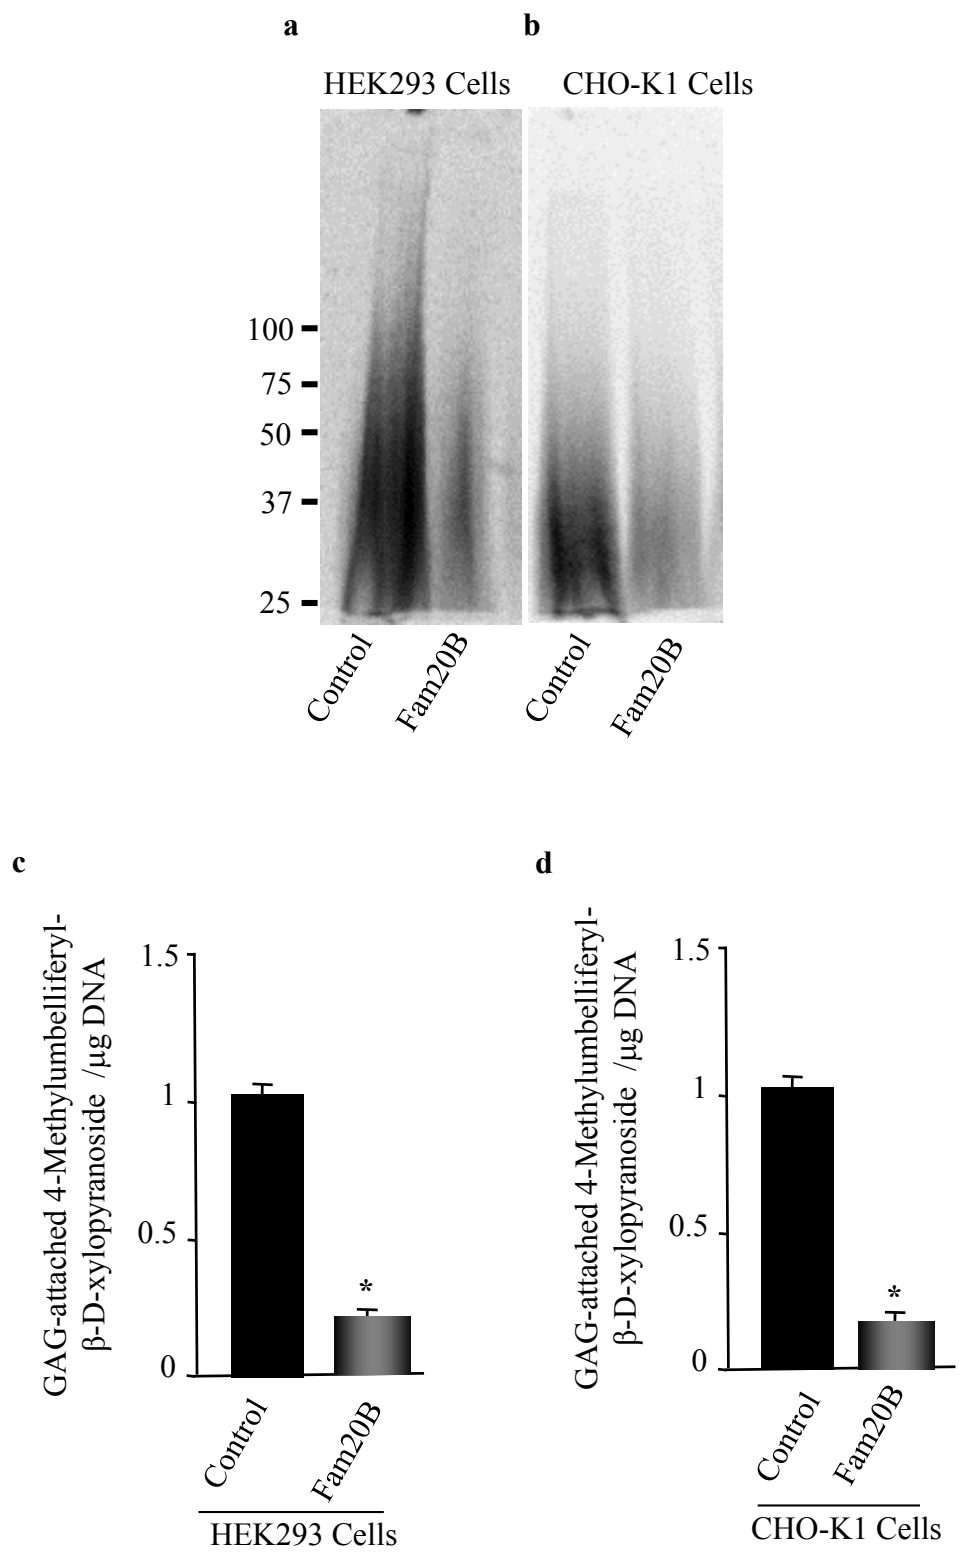 a
b
HEK293 Cells
CHO-K1 Cells
100
75
50
37
25
Control
Fam20B
Control
Fam20B
c
GAG-attached 4-Methylumbelliferyl-
β-D-xylopyranoside /µg DNA
1.5
1
0.5
0
*
Control
Fam20B
HEK293 Cells
d
GAG-attached 4-Methylumbelliferyl-
β-D-xylopyranoside /µg DNA
1.5
1
0.5
0
*
Control
Fam20B
CHO-K1 Cells